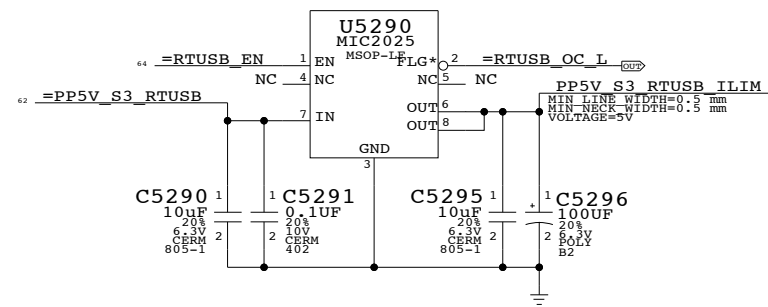 U5290
MIC2025
MSOP-LF
64 =RTUSB_EN 1 EN FLG* 2 =RTUSB_OC_L OUT
NC 4 NC NC 5 NC
62 =PP5V_S3_RTUSB 7 IN
OUT 6
OUT 8
GND
3
PP5V_S3_RTUSB_ILIM
MIN_LINE_WIDTH=0.5 mm
MIN_NECK_WIDTH=0.5 mm
VOLTAGE=5V
C5290 1
10uF
20%
6.3V 2
CERM
805-1
1 C5291
0.1UF
20%
2 10V
CERM
402
C5295 1
10uF
20%
6.3V 2
CERM
805-1
+ 1 C5296
100UF
20%
2 6.3V
POLY
B2